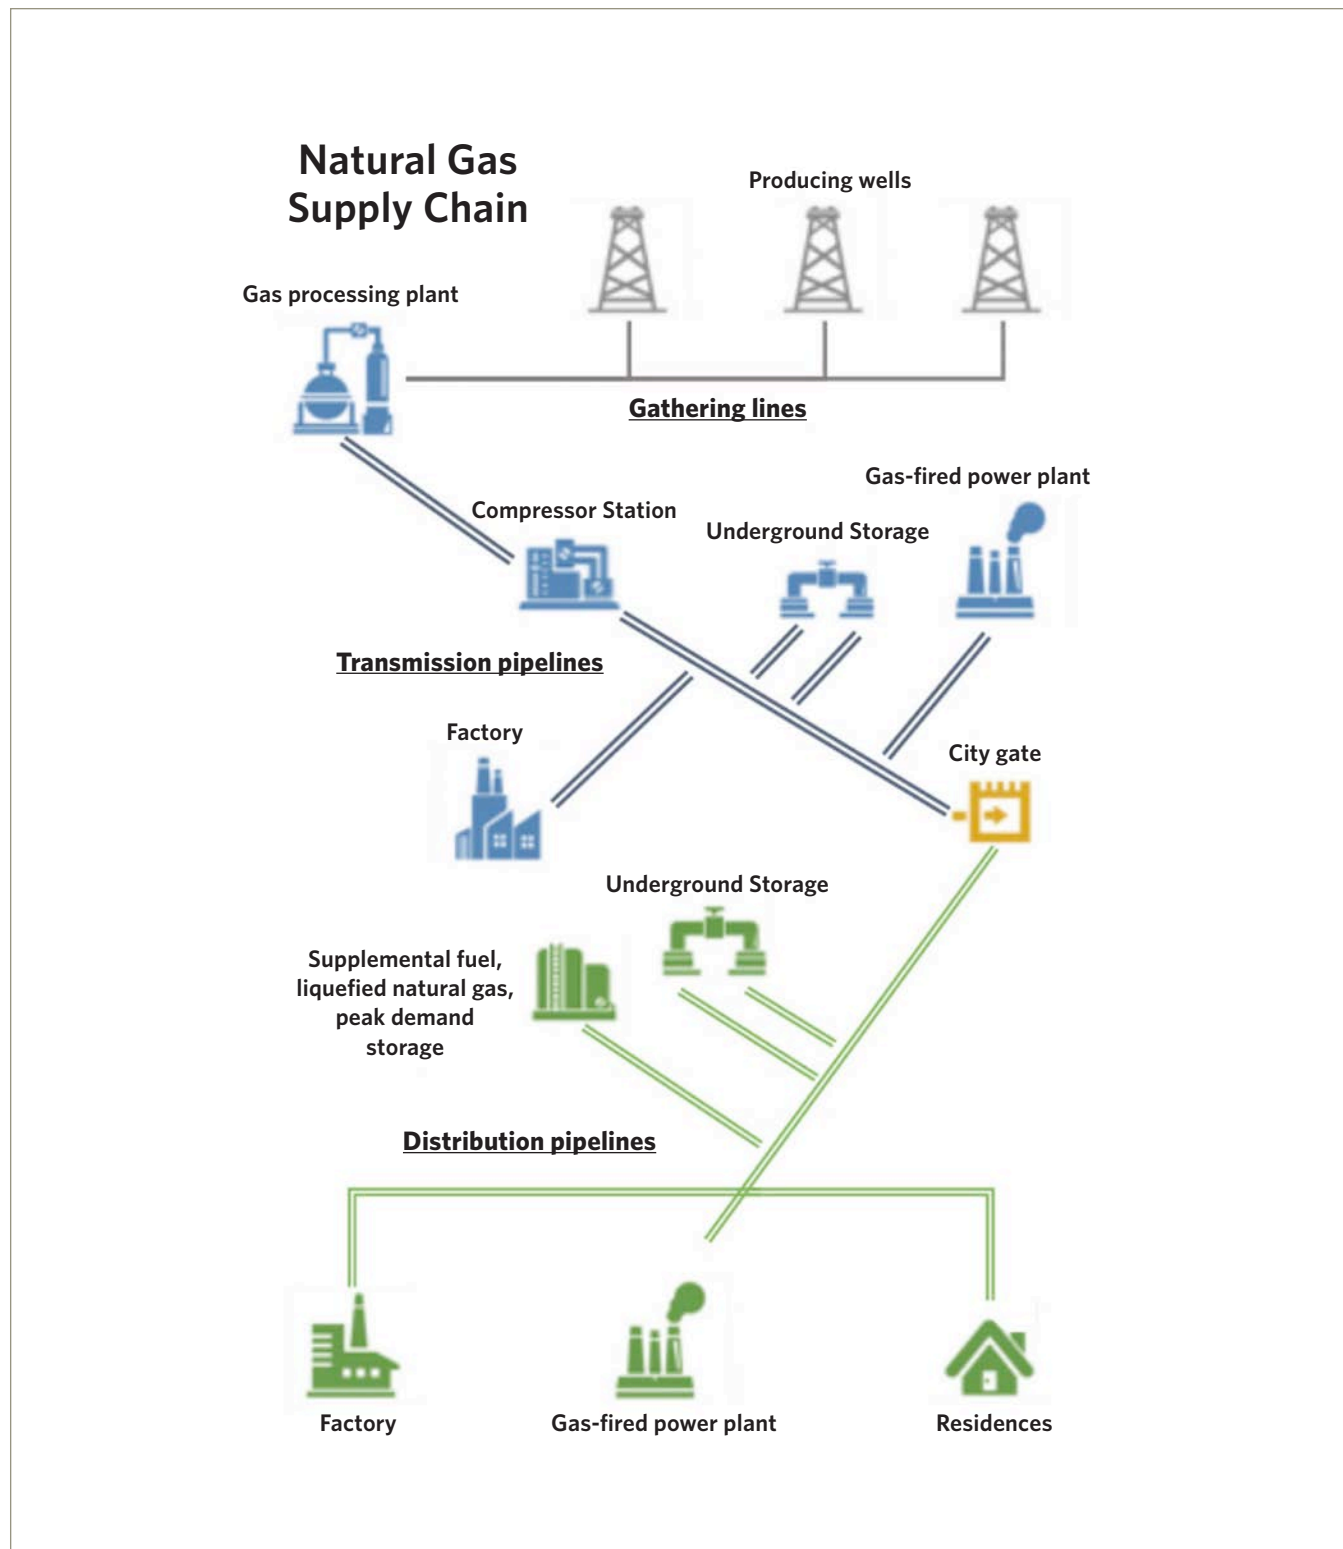 Natural Gas
Supply Chain
Producing wells
Gas processing plant
Gathering lines
Gas-fired power plant
Compressor Station
Underground Storage
Transmission pipelines
Factory
City gate
Underground Storage
Supplemental fuel,
liquefied natural gas,
peak demand
storage
Distribution pipelines
Factory
Gas-fired power plant
Residences